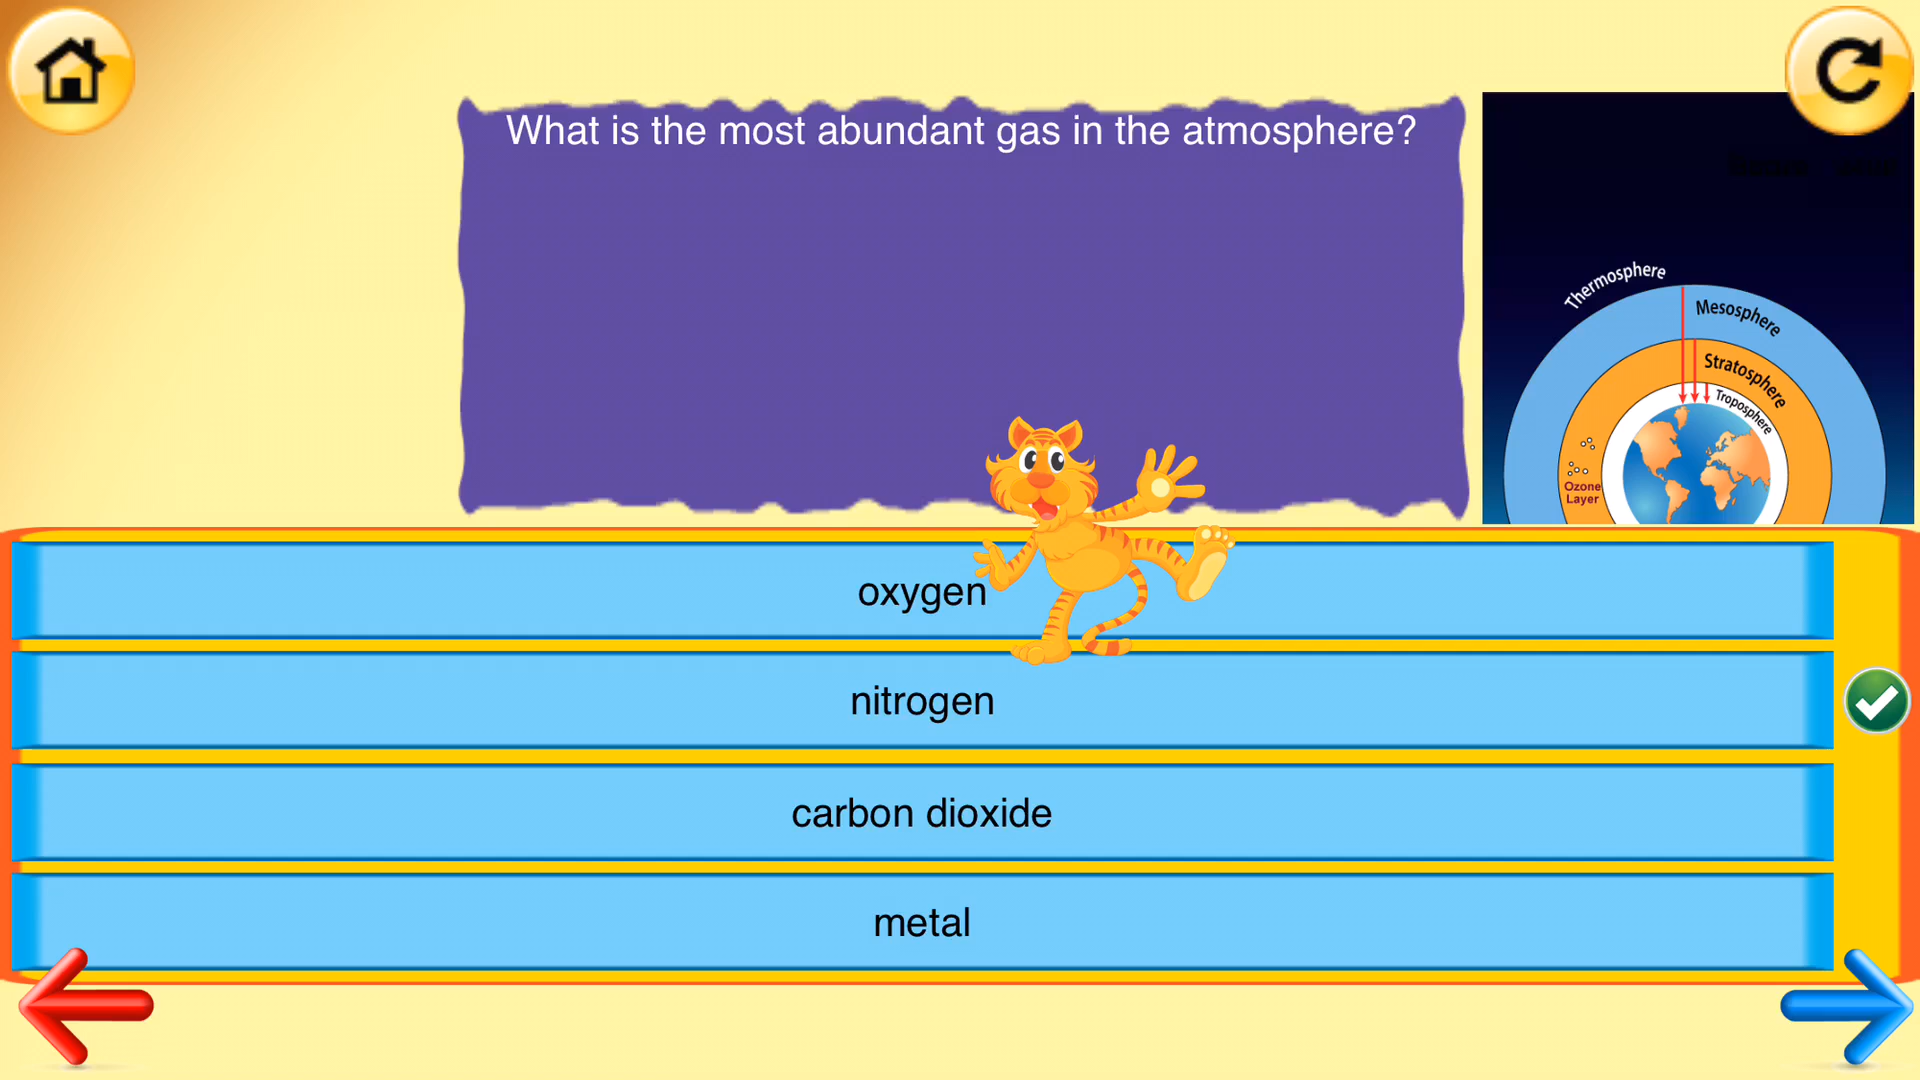 What is the most abundant gas in the atmosphere?
Thermosphere
Mesosphere
Stratosphere
Troposphere
Ozone
Layer
oxygen
nitrogen
carbon dioxide
metal